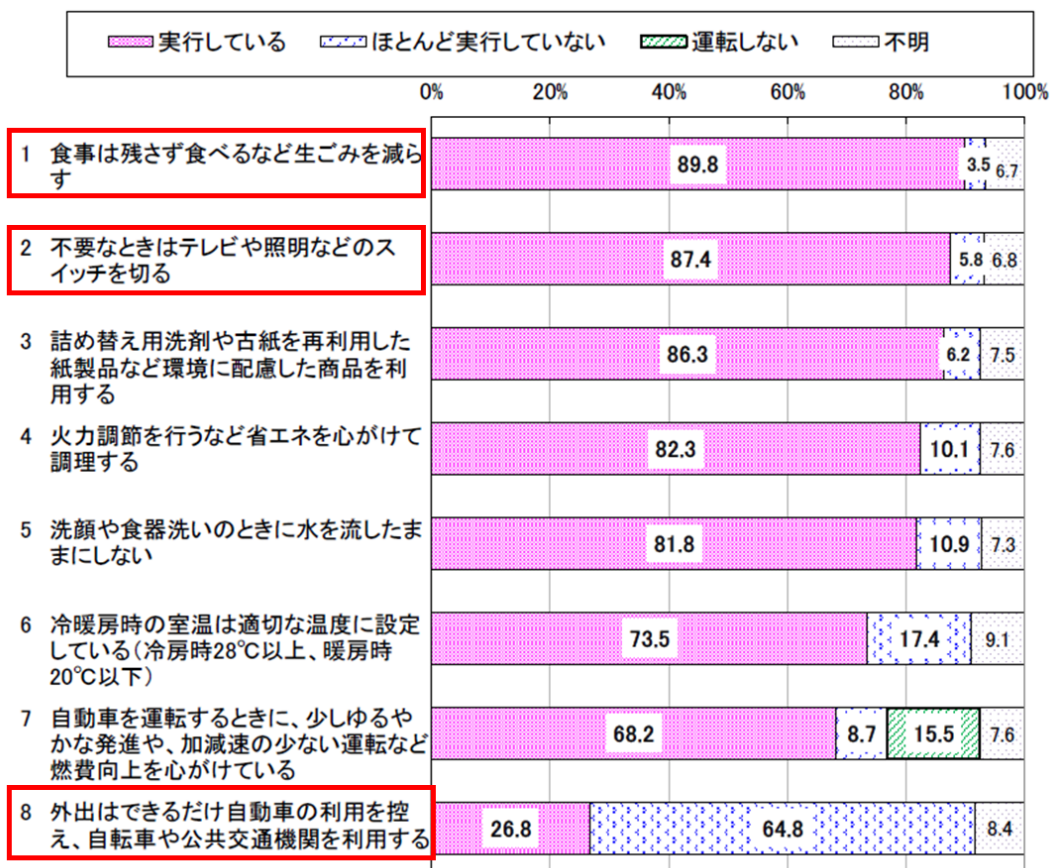 実行している ほとんど実行していない 運転しない 不明
0% 20% 40% 60% 80% 100%
1 食事は残さず食べるなど生ごみを減ら
す
89.8 3.5 6.7
2 不要なときはテレビや照明などのス
イッチを切る
87.4 5.8 6.8
3 詰め替え用洗剤や古紙を再利用した
紙製品など環境に配慮した商品を利
用する
86.3 6.2 7.5
4 火力調節を行うなど省エネを心がけて
調理する
82.3 10.1 7.6
5 洗顔や食器洗いのときに水を流したま
まにしない
81.8 10.9 7.3
6 冷暖房時の室温は適切な温度に設定
している(冷房時28℃以上、暖房時
20℃以下)
73.5 17.4 9.1
7 自動車を運転するときに、少しゆるや
かな発進や、加減速の少ない運転など
燃費向上を心がけている
68.2 8.7 15.5 7.6
8 外出はできるだけ自動車の利用を控
え、自転車や公共交通機関を利用する
26.8 64.8 8.4